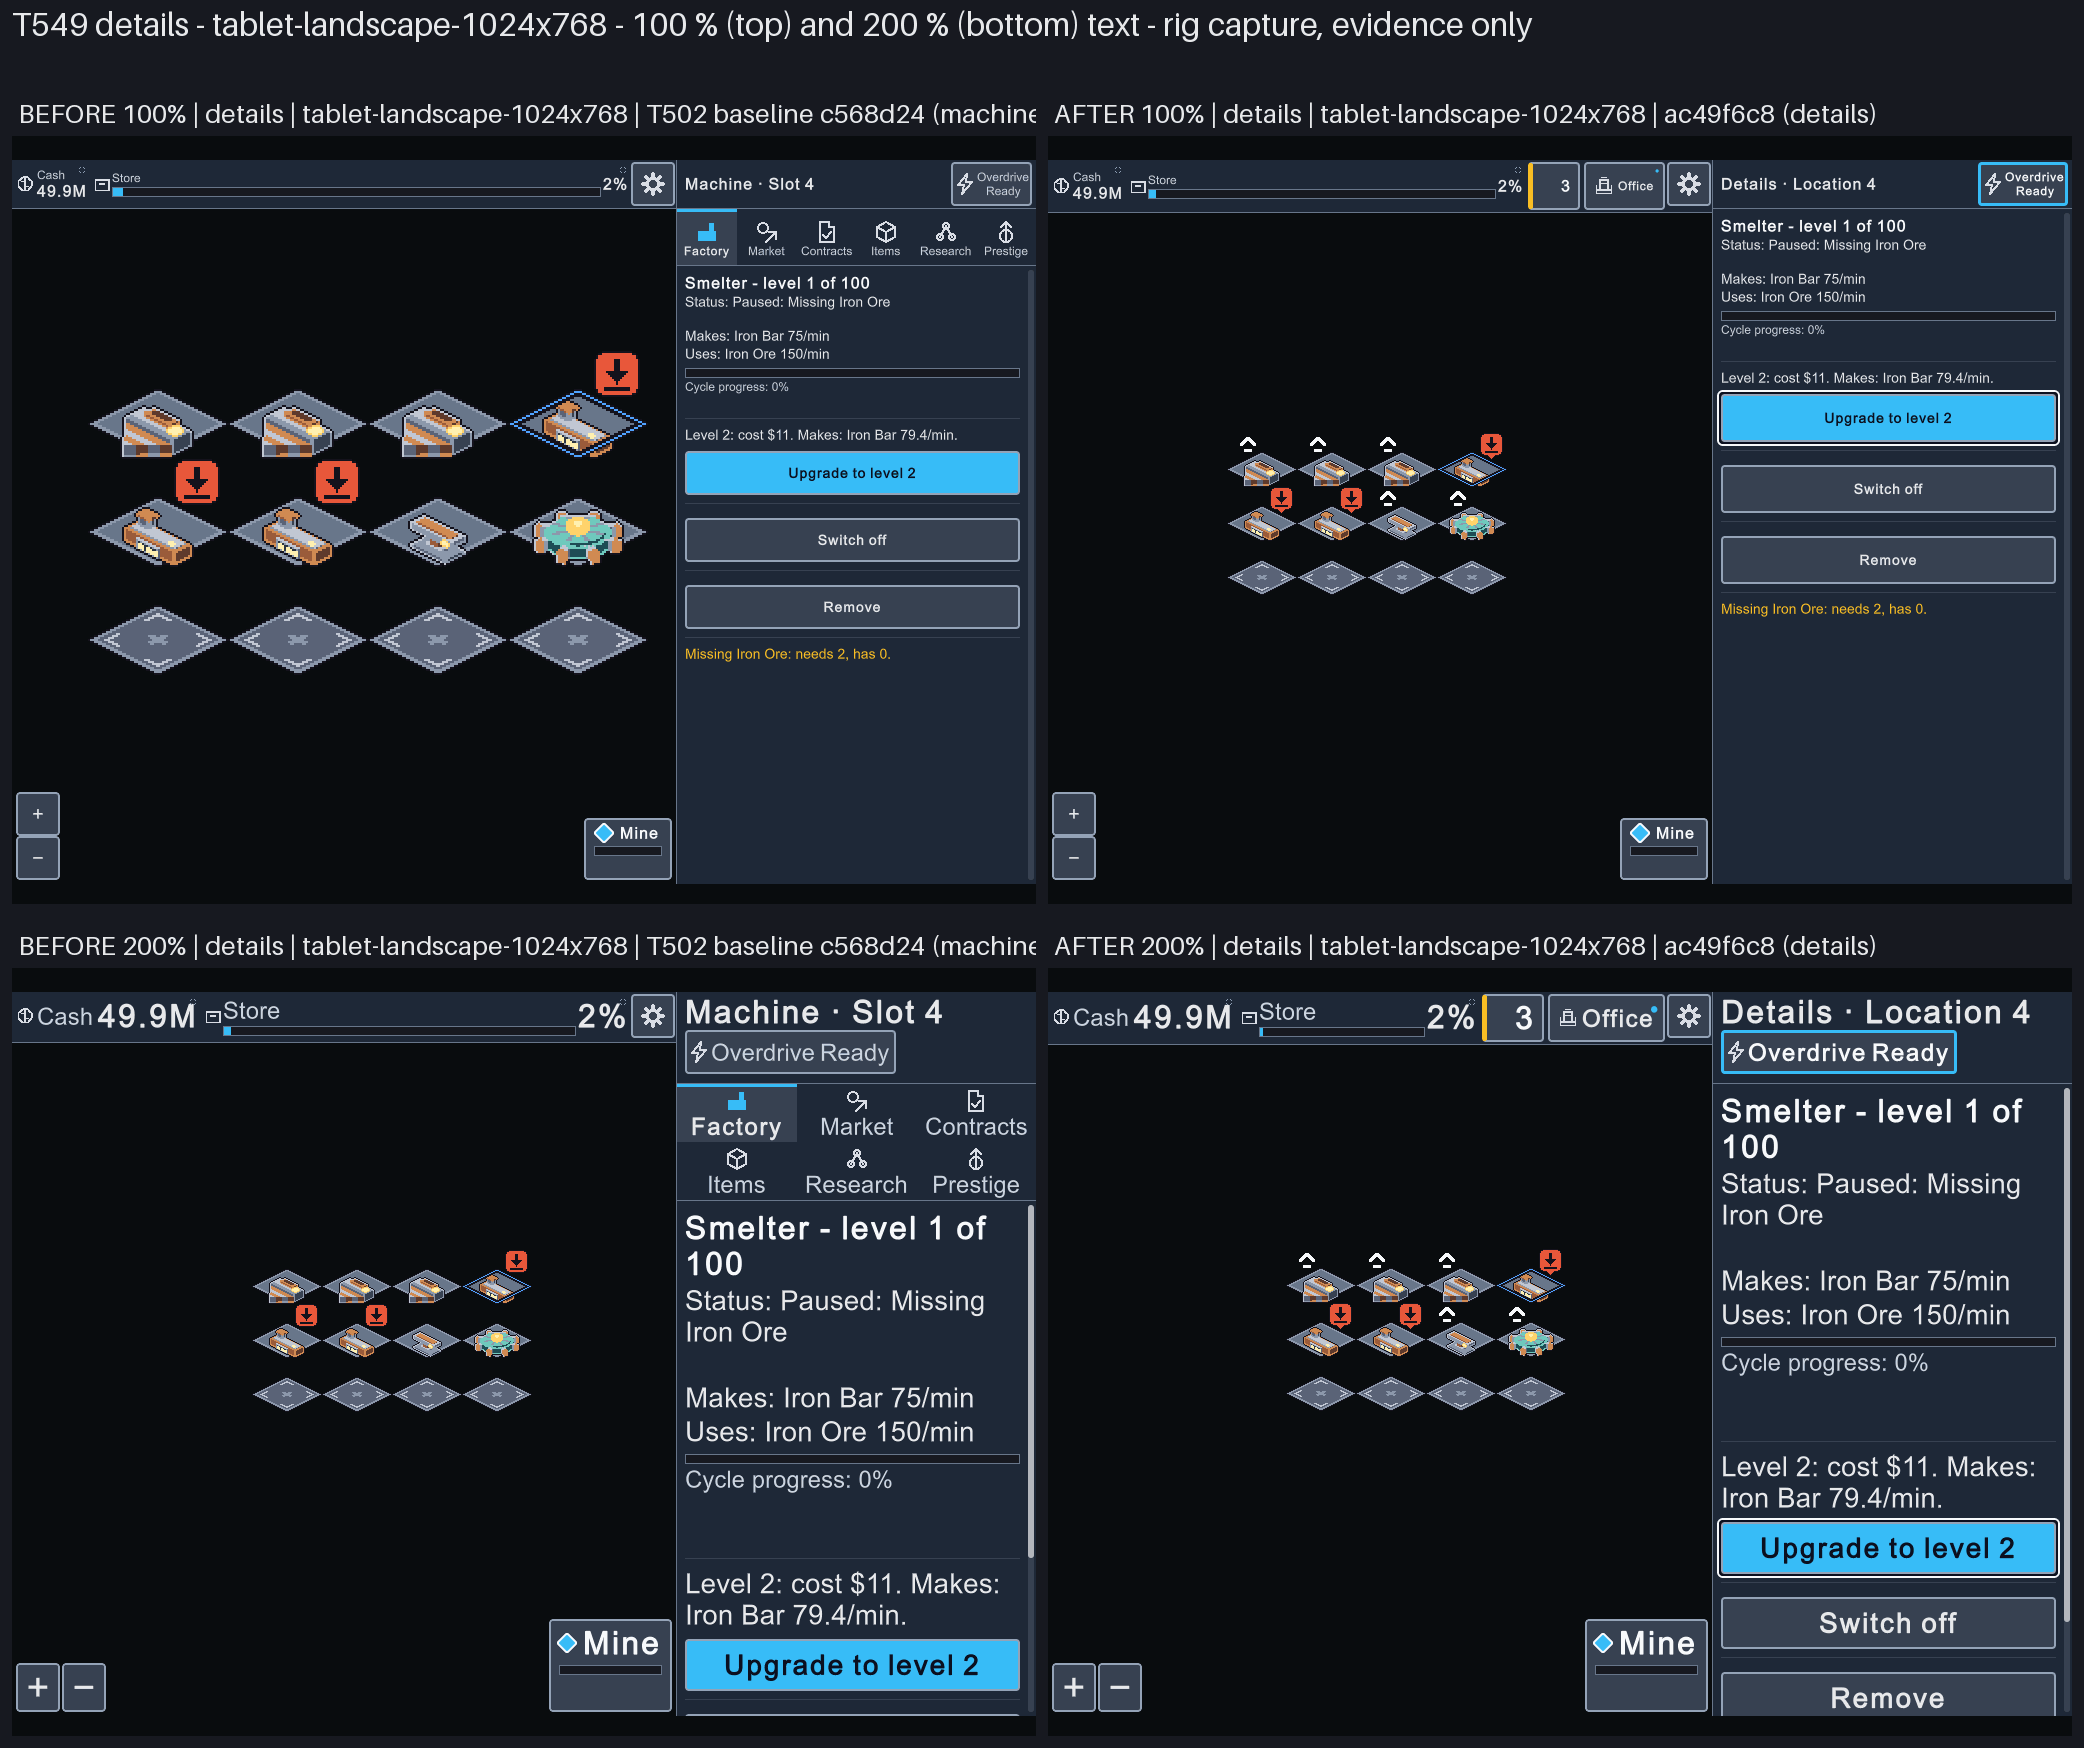 T549 details - tablet-landscape-1024x768 - 100 % (top) and 200 % (bottom) text - rig capture, evidence only
BEFORE 100% | details | tablet-landscape-1024x768 | T502 baseline c568d24 (machine
Cash
49.9M
Store
2%
Machine · Slot 4
Overdrive
Ready
Factory
Market
Contracts
Items
Research
Prestige
Smelter - level 1 of 100
Status: Paused: Missing Iron Ore
Makes: Iron Bar 75/min
Uses: Iron Ore 150/min
Cycle progress: 0%
Level 2: cost $11. Makes: Iron Bar 79.4/min.
Upgrade to level 2
Switch off
Remove
Missing Iron Ore: needs 2, has 0.
+
−
Mine
AFTER 100% | details | tablet-landscape-1024x768 | ac49f6c8 (details)
Cash
49.9M
Store
2%
3
Office
Details · Location 4
Overdrive
Ready
Smelter - level 1 of 100
Status: Paused: Missing Iron Ore
Makes: Iron Bar 75/min
Uses: Iron Ore 150/min
Cycle progress: 0%
Level 2: cost $11. Makes: Iron Bar 79.4/min.
Upgrade to level 2
Switch off
Remove
Missing Iron Ore: needs 2, has 0.
+
−
Mine
BEFORE 200% | details | tablet-landscape-1024x768 | T502 baseline c568d24 (machine
Cash 49.9M
Store
2%
Machine · Slot 4
Overdrive Ready
Factory
Market
Contracts
Items
Research
Prestige
Smelter - level 1 of
100
Status: Paused: Missing
Iron Ore
Makes: Iron Bar 75/min
Uses: Iron Ore 150/min
Cycle progress: 0%
Level 2: cost $11. Makes:
Iron Bar 79.4/min.
Upgrade to level 2
+
−
Mine
AFTER 200% | details | tablet-landscape-1024x768 | ac49f6c8 (details)
Cash 49.9M
Store
2%
3
Office
Details · Location 4
Overdrive Ready
Smelter - level 1 of
100
Status: Paused: Missing
Iron Ore
Makes: Iron Bar 75/min
Uses: Iron Ore 150/min
Cycle progress: 0%
Level 2: cost $11. Makes:
Iron Bar 79.4/min.
Upgrade to level 2
Switch off
Remove
+
−
Mine